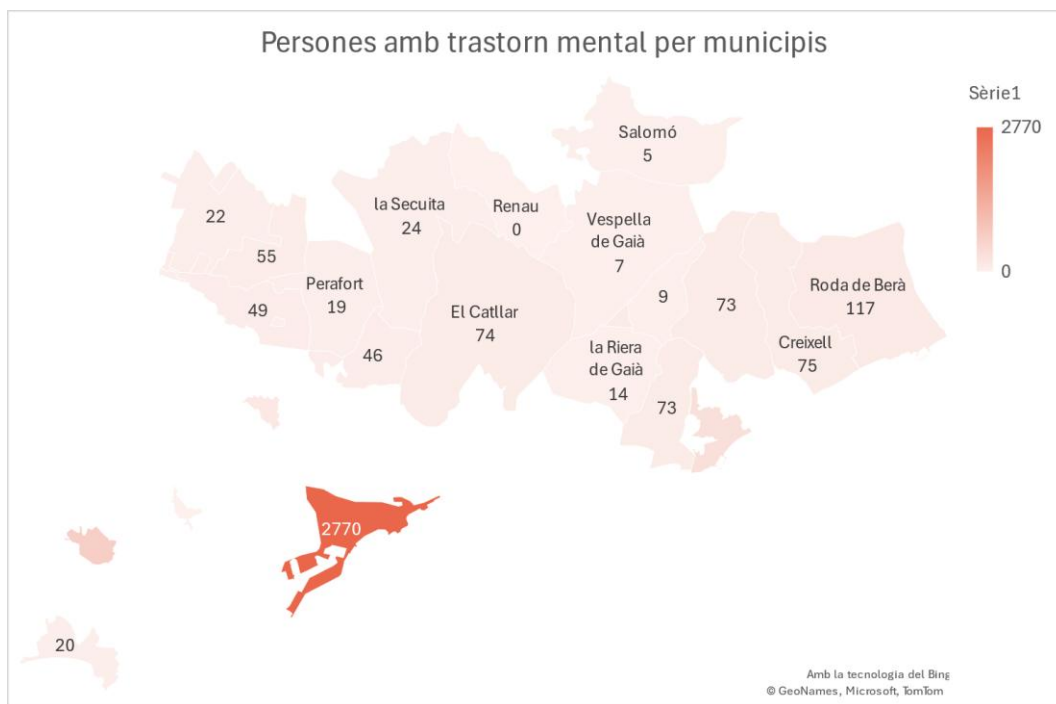 Persones amb trastorn mental per municipis
Sèrie1
2770
0
Salomó
5
la Secuita
24
Renau
0
Vespella
de Gaià
7
22
55
Perafort
19
49
46
El Catllar
74
9
73
Roda de Berà
117
Creixell
75
la Riera
de Gaià
14
73
2770
20
Amb la tecnologia del Bing
© GeoNames, Microsoft, TomTom